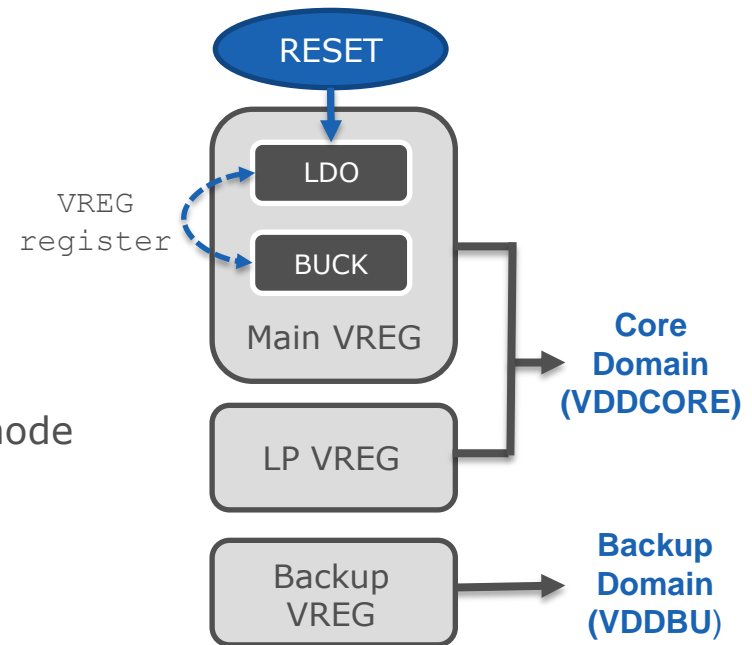 RESET
LDO
VREG
register
BUCK
Main VREG
Core
Domain
(VDDCORE)
LP VREG
Backup
VREG
Backup
Domain
(VDDBU)